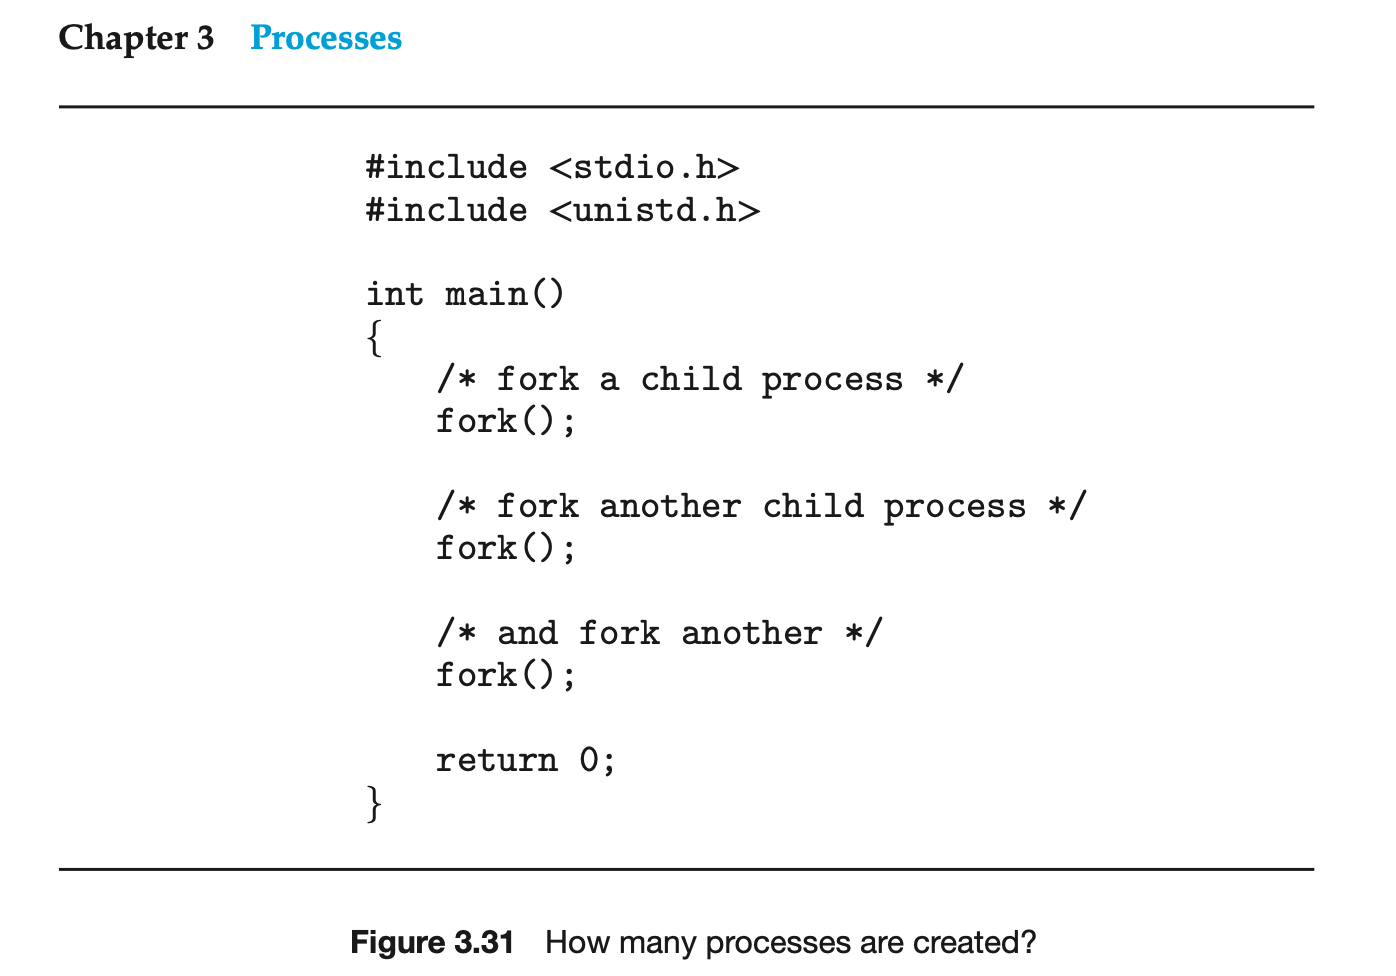 Chapter 3 Processes
#include <stdio.h>
#include <unistd.h>
int main()
{
/* fork a child process */
fork();
/* fork another child process */
fork();
/* and fork another */
fork();
return 0;
}
Figure 3.31 How many processes are created?